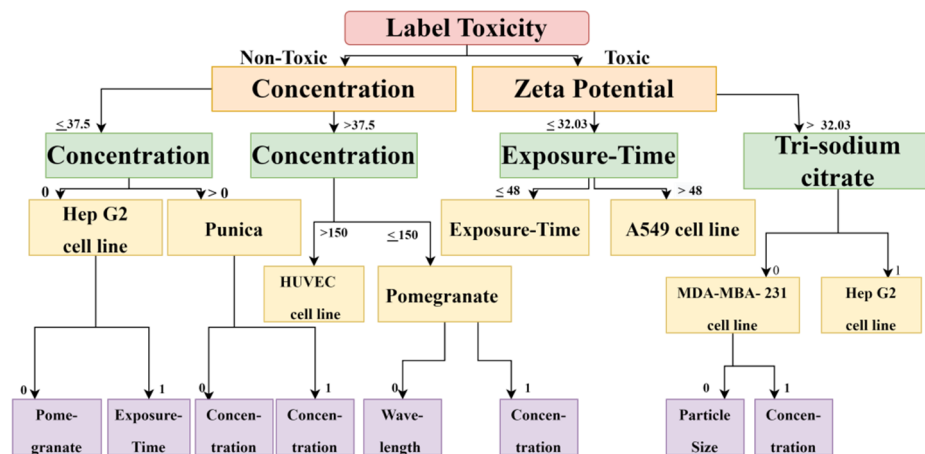 Label Toxicity
Non-Toxic
Toxic
Concentration
Zeta Potential
≤37.5
>37.5
≤ 32.03
> 32.03
Concentration
Concentration
Exposure-Time
Tri-sodium
citrate
0
> 0
≤ 48
> 48
Hep G2
cell line
Punica
>150
≤ 150
Exposure-Time
A549 cell line
HUVEC
cell line
Pomegranate
0
1
MDA-MBA- 231
cell line
Hep G2
cell line
0
1
0
1
0
1
0
1
Pome-
granate
Exposure-
Time
Concen-
tration
Concen-
tration
Wave-
length
Concen-
tration
Particle
Size
Concen-
tration